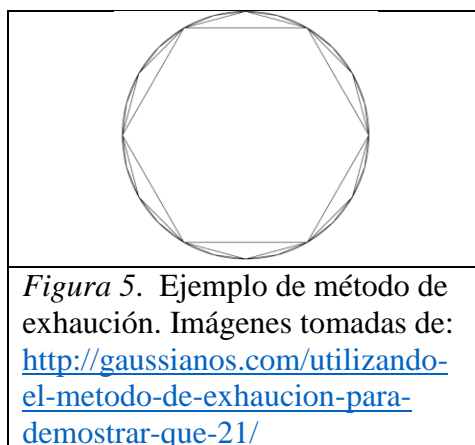 Figura 5.  Ejemplo de método de
exhaución. Imágenes tomadas de:
http://gaussianos.com/utilizando-
el-metodo-de-exhaucion-para-
demostrar-que-21/